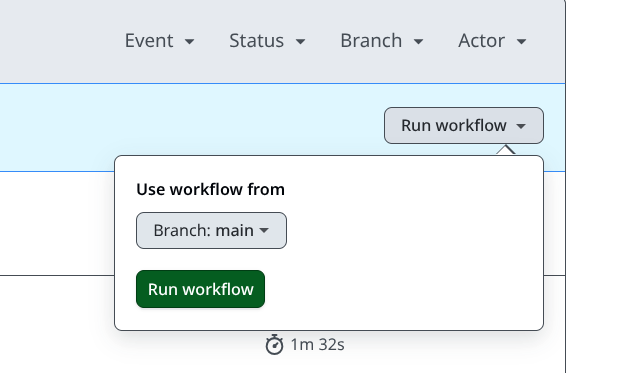 Event Status Branch Actor
Run workflow
Use workflow from
Branch: main
Run workflow
1m 32s